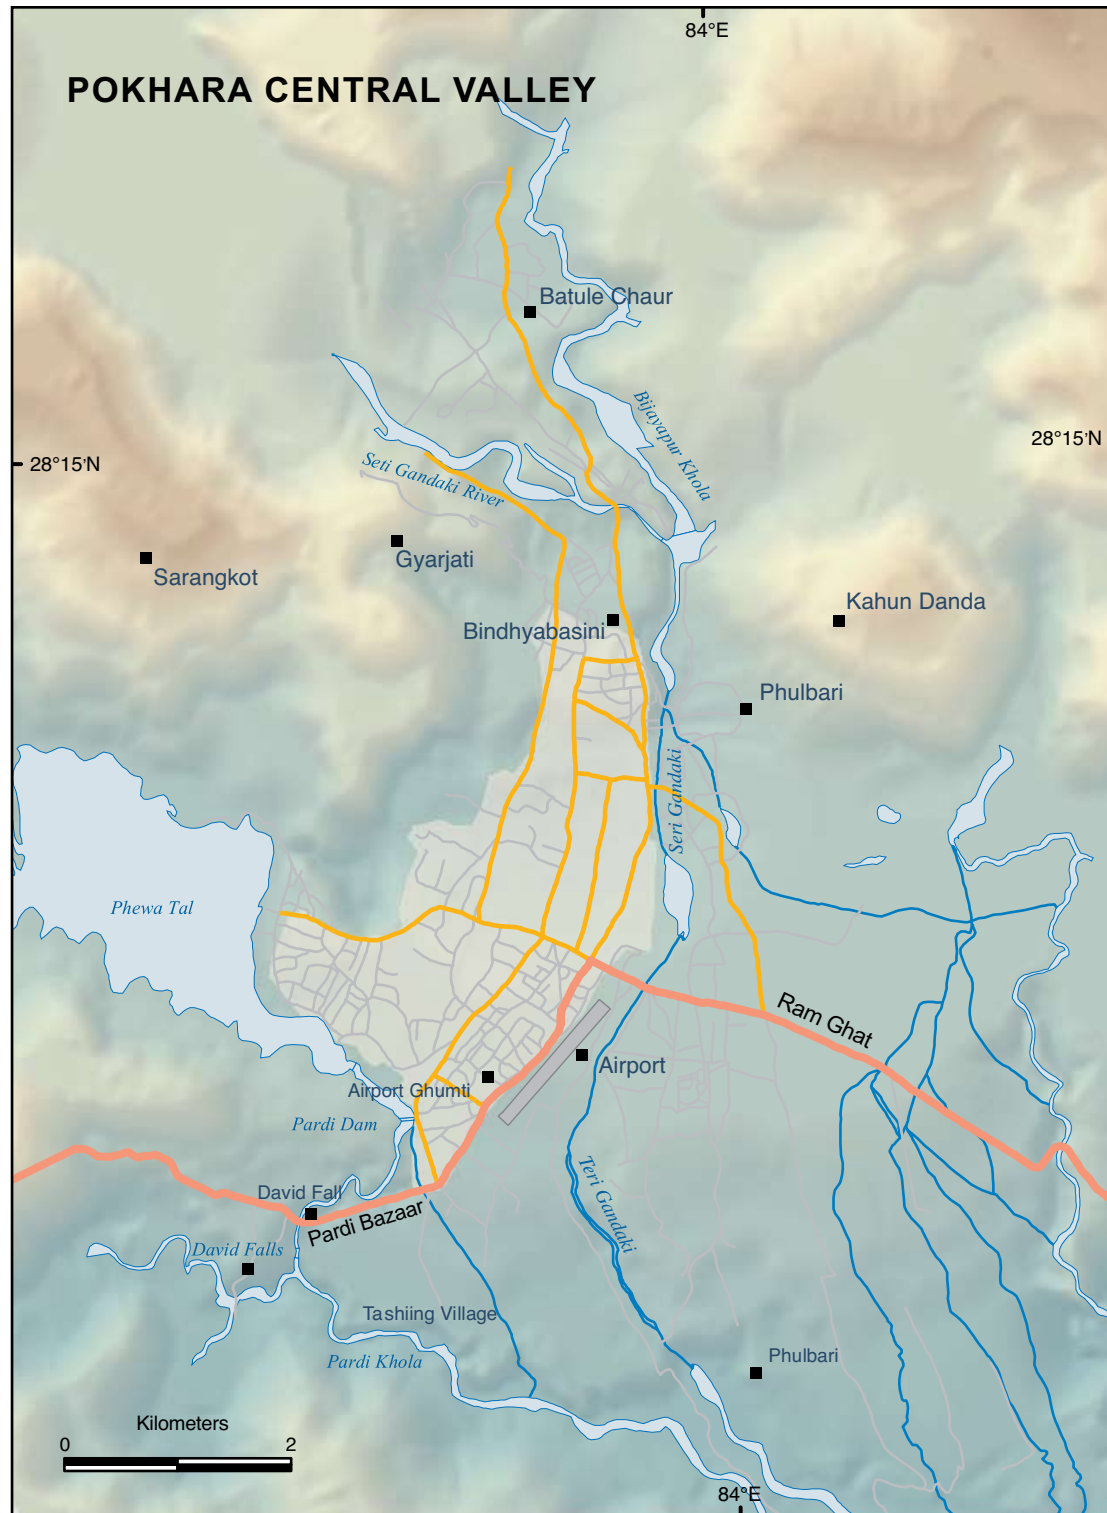 84°E
POKHARA CENTRAL VALLEY
Batule Chaur
Bijayapur Khola
28°15'N
28°15'N
Seti Gandaki River
Gyarjati
Sarangkot
Kahun Danda
Bindhyabasini
Phulbari
Seri Gandaki
Phewa Tal
Ram Ghat
Airport
Airport Ghumti
Pardi Dam
Teri Gandaki
David Fall
Pardi Bazaar
David Falls
Tashiing Village
Pardi Khola
Phulbari
Kilometers
0 2
84°E